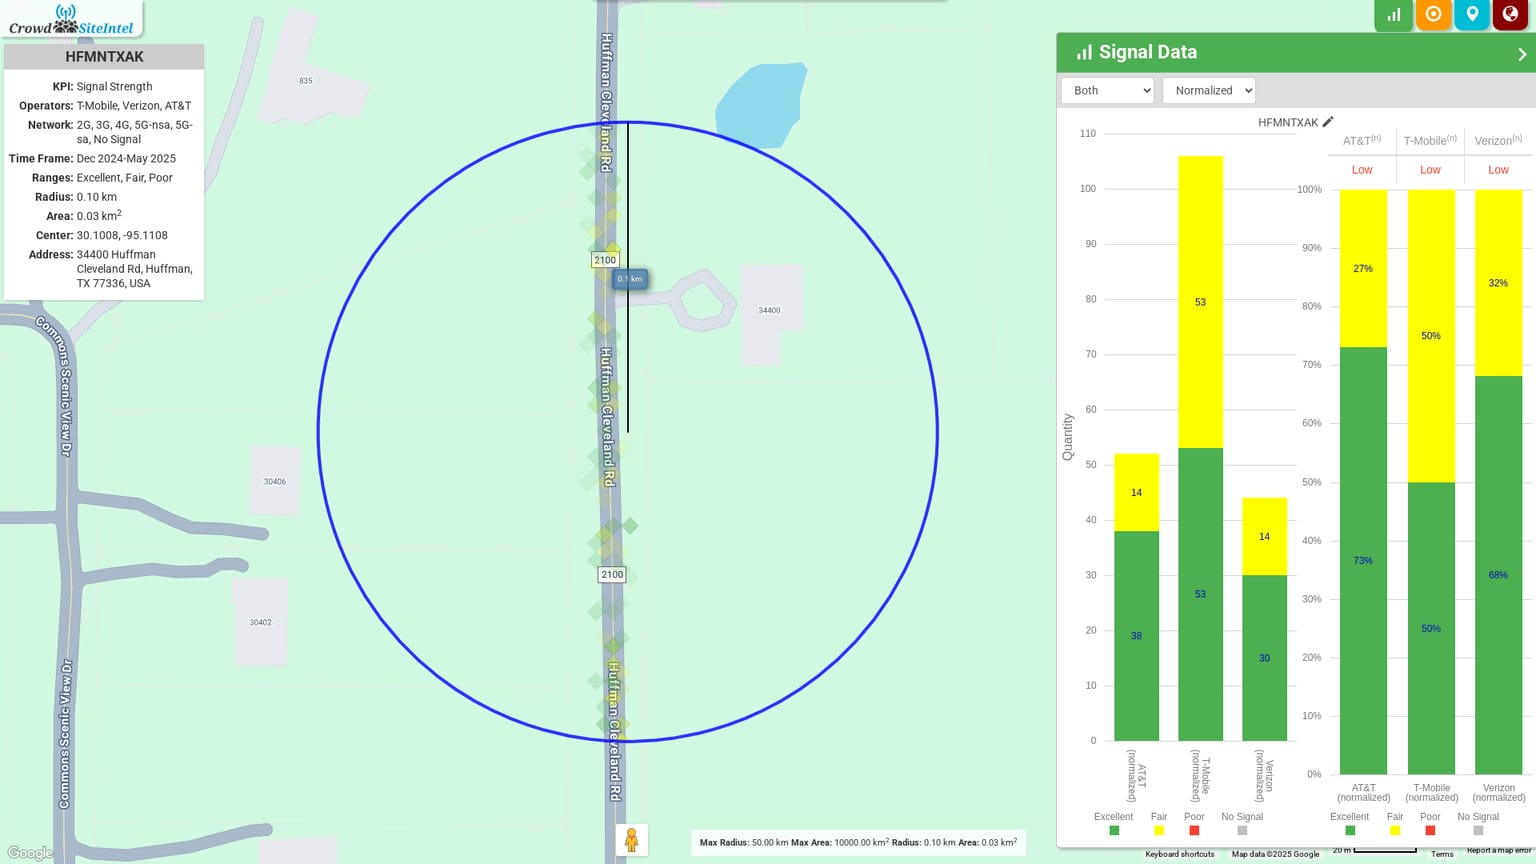 CrowdSiteIntel
HFMNTXAK
KPI: Signal Strength
Operators: T-Mobile, Verizon, AT&T
Network: 2G, 3G, 4G, 5G-nsa, 5G-
sa, No Signal
Time Frame: Dec 2024-May 2025
Ranges: Excellent, Fair, Poor
Radius: 0.10 km
Area: 0.03 km²
Center: 30.1008, -95.1108
Address: 34400 Huffman
Cleveland Rd, Huffman,
TX 77336, USA
835
Huffman Cleveland Rd
2100
0.1 km
34400
Huffman Cleveland Rd
Commons Scenic View Dr
30406
2100
30402
Huffman Cleveland Rd
Commons Scenic View Dr
Google
Max Radius: 50.00 km Max Area: 10000.00 km² Radius: 0.10 km Area: 0.03 km²
Keyboard shortcuts
Map data ©2025 Google
20 m
Terms
Report a map error
Signal Data
Both
Normalized
HFMNTXAK
Quantity
110
100
90
80
70
60
50
40
30
20
10
0
14
38
53
53
14
30
AT&T
(normalized)
T-Mobile
(normalized)
Verizon
(normalized)
Excellent Fair Poor No Signal
AT&T(n) T-Mobile(n) Verizon(n)
Low Low Low
100%
90%
80%
70%
60%
50%
40%
30%
20%
10%
0%
27%
73%
50%
50%
32%
68%
AT&T
(normalized)
T-Mobile
(normalized)
Verizon
(normalized)
Excellent Fair Poor No Signal